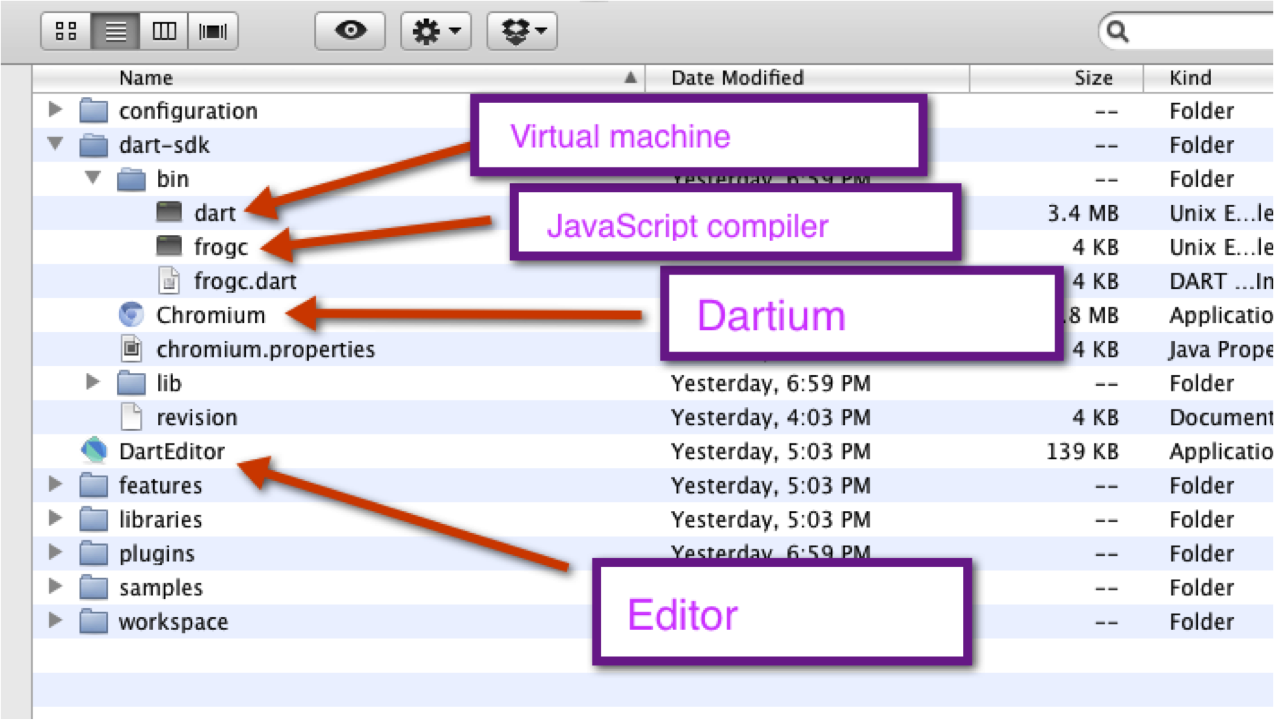 Name Date Modified Size Kind
configuration -- Folder
Virtual machine
dart-sdk -- Folder
bin Yesterday, 6:59 PM -- Folder
dart 3.4 MB Unix E...le
JavaScript compiler
frogc 4 KB Unix E...le
frogc.dart 4 KB DART ...In
Chromium .8 MB Applicatio
Dartium
chromium.properties 4 KB Java Prope
lib Yesterday, 6:59 PM -- Folder
revision Yesterday, 4:03 PM 4 KB Document
DartEditor Yesterday, 5:03 PM 139 KB Applicatio
features Yesterday, 5:03 PM -- Folder
libraries Yesterday, 5:03 PM -- Folder
plugins Yesterday, 6:59 PM -- Folder
samples -- Folder
Editor
workspace -- Folder